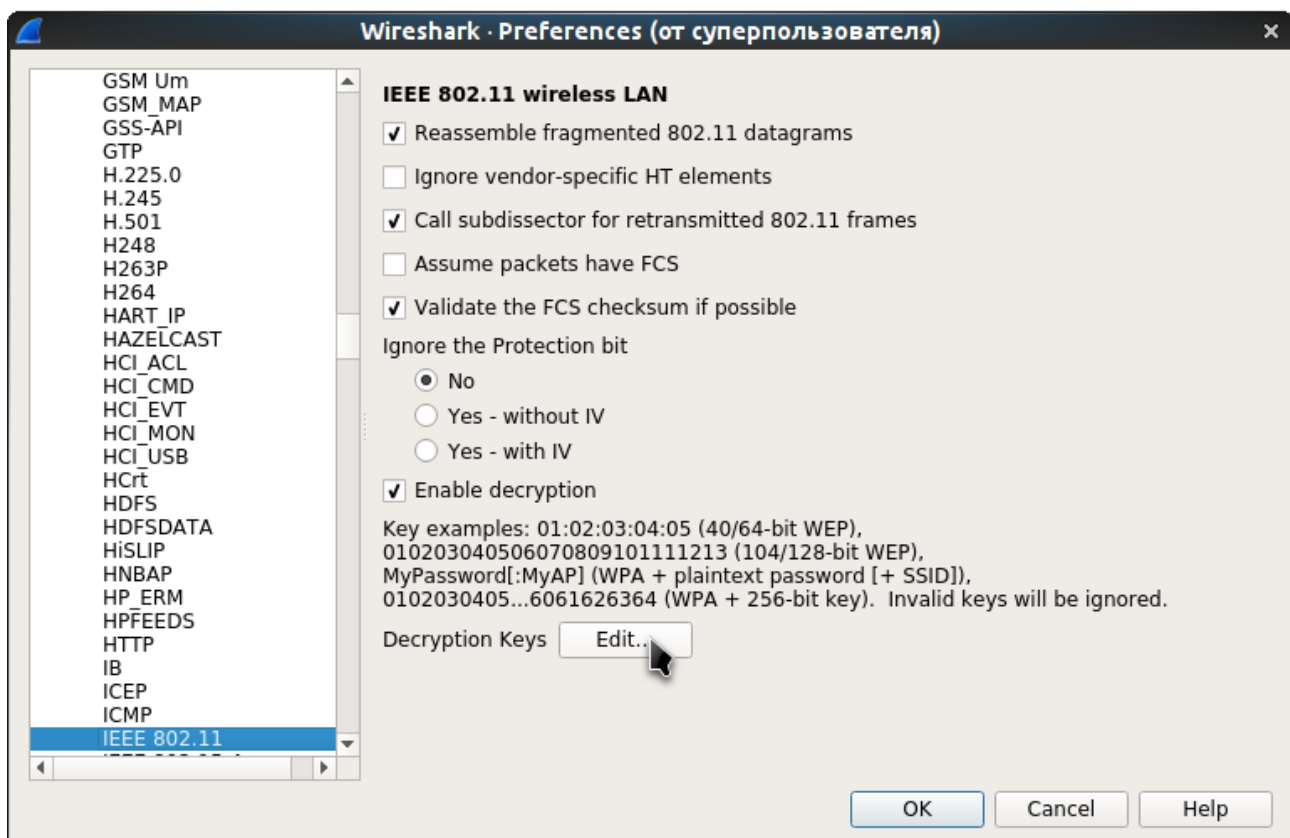 Wireshark · Preferences (от суперпользователя)
GSM Um
GSM_MAP
GSS-API
GTP
H.225.0
H.245
H.501
H248
H263P
H264
HART_IP
HAZELCAST
HCI_ACL
HCI_CMD
HCI_EVT
HCI_MON
HCI_USB
HCrt
HDFS
HDFSDATA
HiSLIP
HNBAP
HP_ERM
HPFEEDS
HTTP
IB
ICEP
ICMP
IEEE 802.11
IEEE 802.11 wireless LAN
Reassemble fragmented 802.11 datagrams
Ignore vendor-specific HT elements
Call subdissector for retransmitted 802.11 frames
Assume packets have FCS
Validate the FCS checksum if possible
Ignore the Protection bit
No
Yes - without IV
Yes - with IV
Enable decryption
Key examples: 01:02:03:04:05 (40/64-bit WEP),
010203040506070809101111213 (104/128-bit WEP),
MyPassword[:MyAP] (WPA + plaintext password [+ SSID]),
0102030405...6061626364 (WPA + 256-bit key). Invalid keys will be ignored.
Decryption Keys Edit...
OK Cancel Help